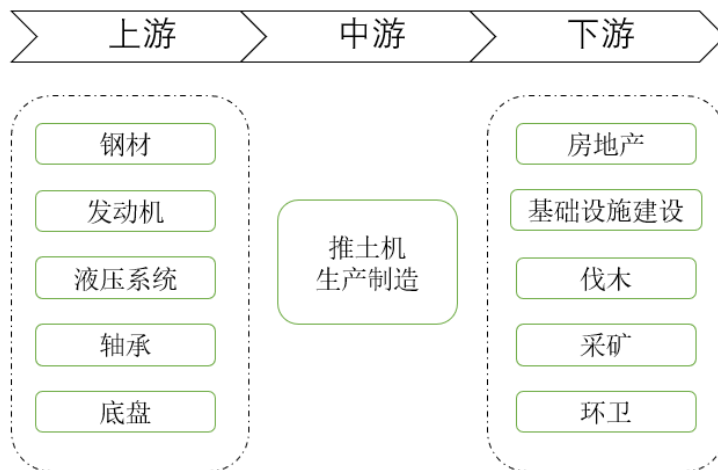 上游
中游
下游
钢材
发动机
液压系统
轴承
底盘
推土机
生产制造
房地产
基础设施建设
伐木
采矿
环卫